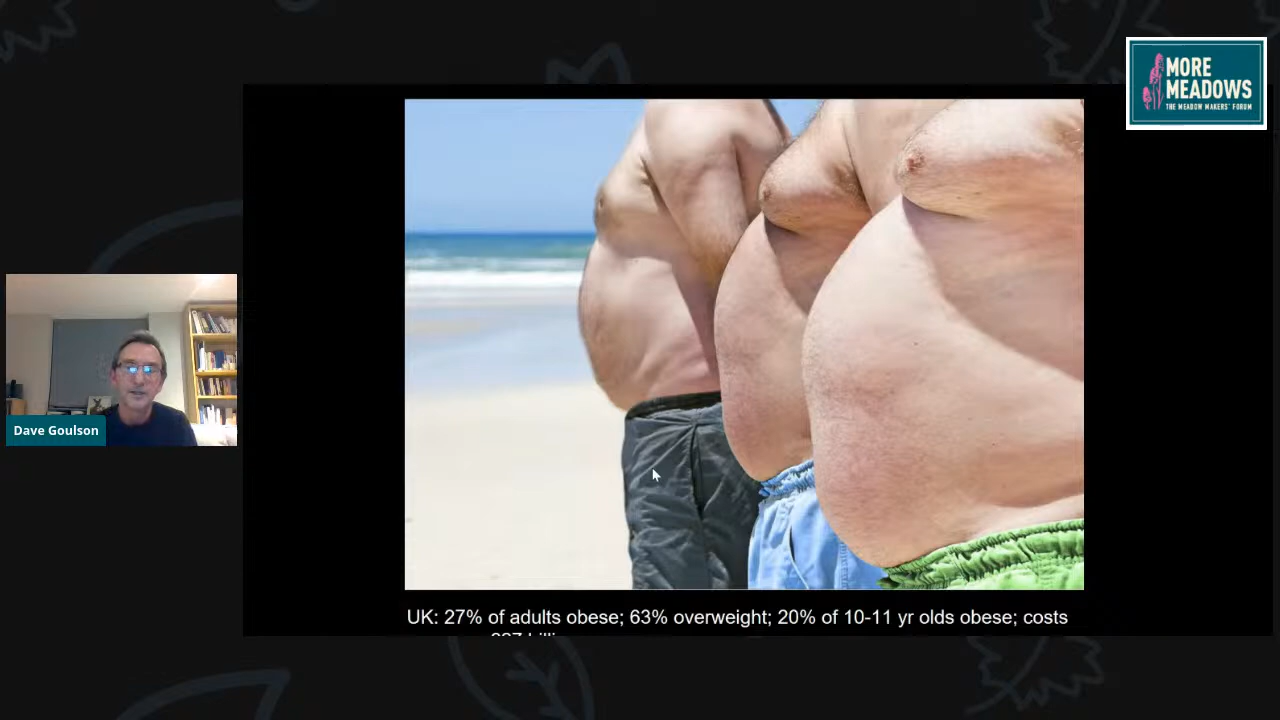 MORE
MEADOWS
THE MEADOW MAKERS' FORUM
Dave Goulson
UK: 27% of adults obese; 63% overweight; 20% of 10-11 yr olds obese; costs